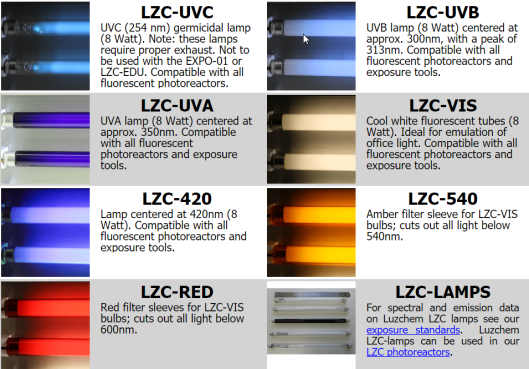 LZC-UVC
UVC (254 nm) germicidal lamp
(8 Watt). Note: these lamps
require proper exhaust. Not to
be used with the EXPO-01 or
LZC-EDU. Compatible with all
fluorescent photoreactors.
LZC-UVB
UVB lamp (8 Watt) centered at
approx. 300nm, with a peak of
313nm. Compatible with all
fluorescent photoreactors and
exposure tools.
LZC-UVA
UVA lamp (8 Watt) centered at
approx. 350nm. Compatible
with all fluorescent
photoreactors and exposure
tools.
LZC-VIS
Cool white fluorescent tubes (8
Watt). Ideal for emulation of
office light. Compatible with all
fluorescent photoreactors and
exposure tools.
LZC-420
Lamp centered at 420nm (8
Watt). Compatible with all
fluorescent photoreactors and
exposure tools.
LZC-540
Amber filter sleeve for LZC-VIS
bulbs; cuts out all light below
540nm.
LZC-RED
Red filter sleeves for LZC-VIS
bulbs; cuts out all light below
600nm.
LZC-LAMPS
For spectral and emission data
on Luzchem LZC lamps see our
exposure standards. Luzchem
LZC-lamps can be used in our
LZC photoreactors.